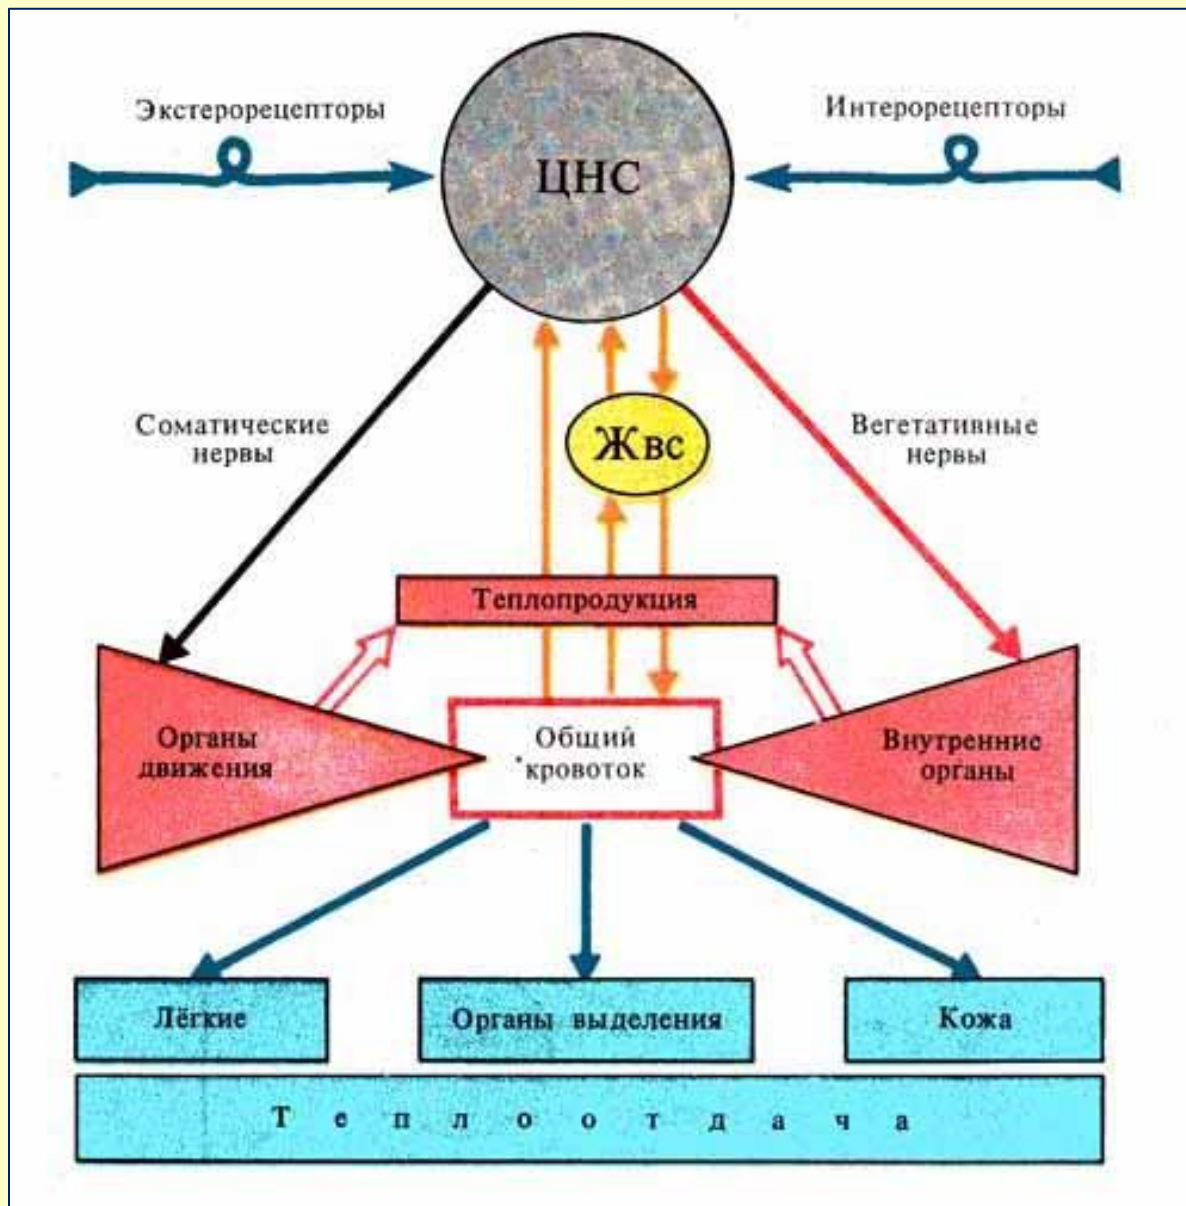 Экстерорецепторы
Интерорецепторы
ЦНС
Соматические
нервы
Жвс
Вегетативные
нервы
Теплопродукция
Органы
движения
Общий
кровоток
Внутренние
органы
Лёгкие
Органы выделения
Кожа
Теплоотдача